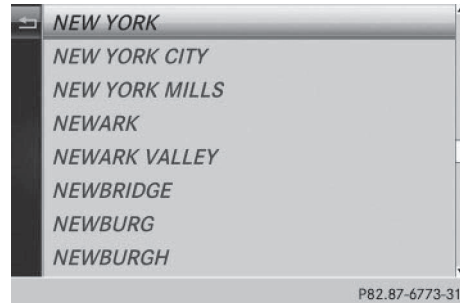 NEW YORK
NEW YORK CITY
NEW YORK MILLS
NEWARK
NEWARK VALLEY
NEWBRIDGE
NEWBURG
NEWBURGH
P82.87-6773-31